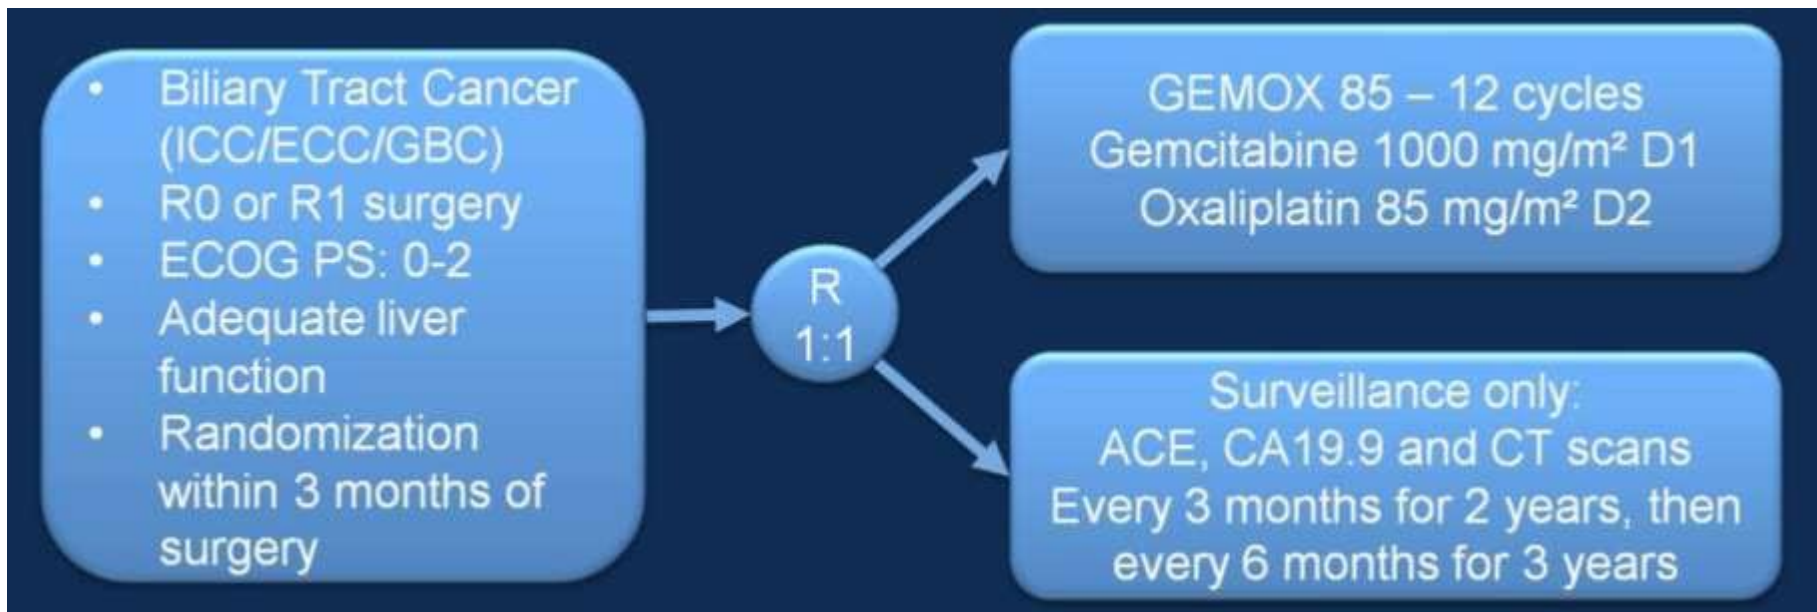 • Biliary Tract Cancer
(ICC/ECC/GBC)
• R0 or R1 surgery
• ECOG PS: 0-2
• Adequate liver
function
• Randomization
within 3 months of
surgery
R
1:1
GEMOX 85 – 12 cycles
Gemcitabine 1000 mg/m² D1
Oxaliplatin 85 mg/m² D2
Surveillance only:
ACE, CA19.9 and CT scans
Every 3 months for 2 years, then
every 6 months for 3 years